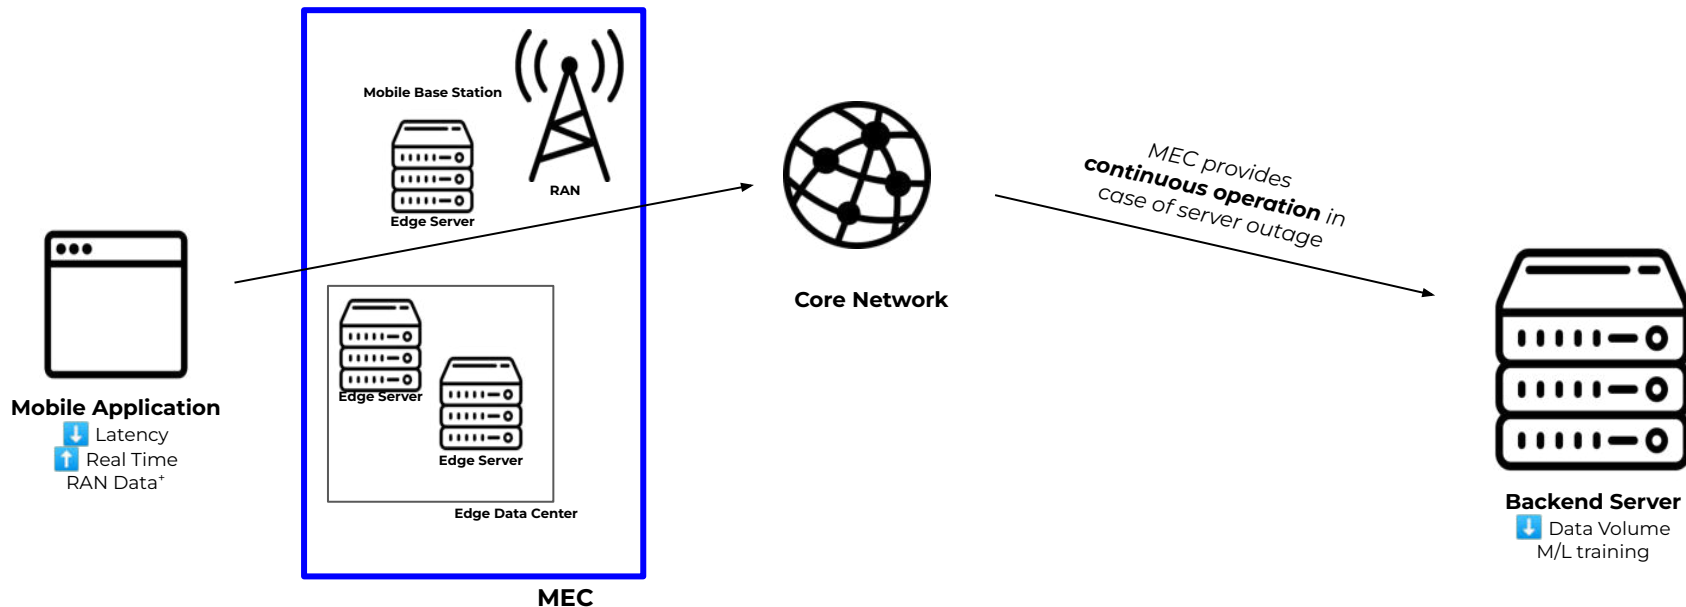 Mobile Base Station
RAN
Edge Server
Edge Server
Edge Server
Edge Data Center
MEC
Mobile Application
⬇️ Latency
⬆️ Real Time
RAN Data⁺
Core Network
MEC provides
continuous operation in
case of server outage
Backend Server
⬇️ Data Volume
M/L training